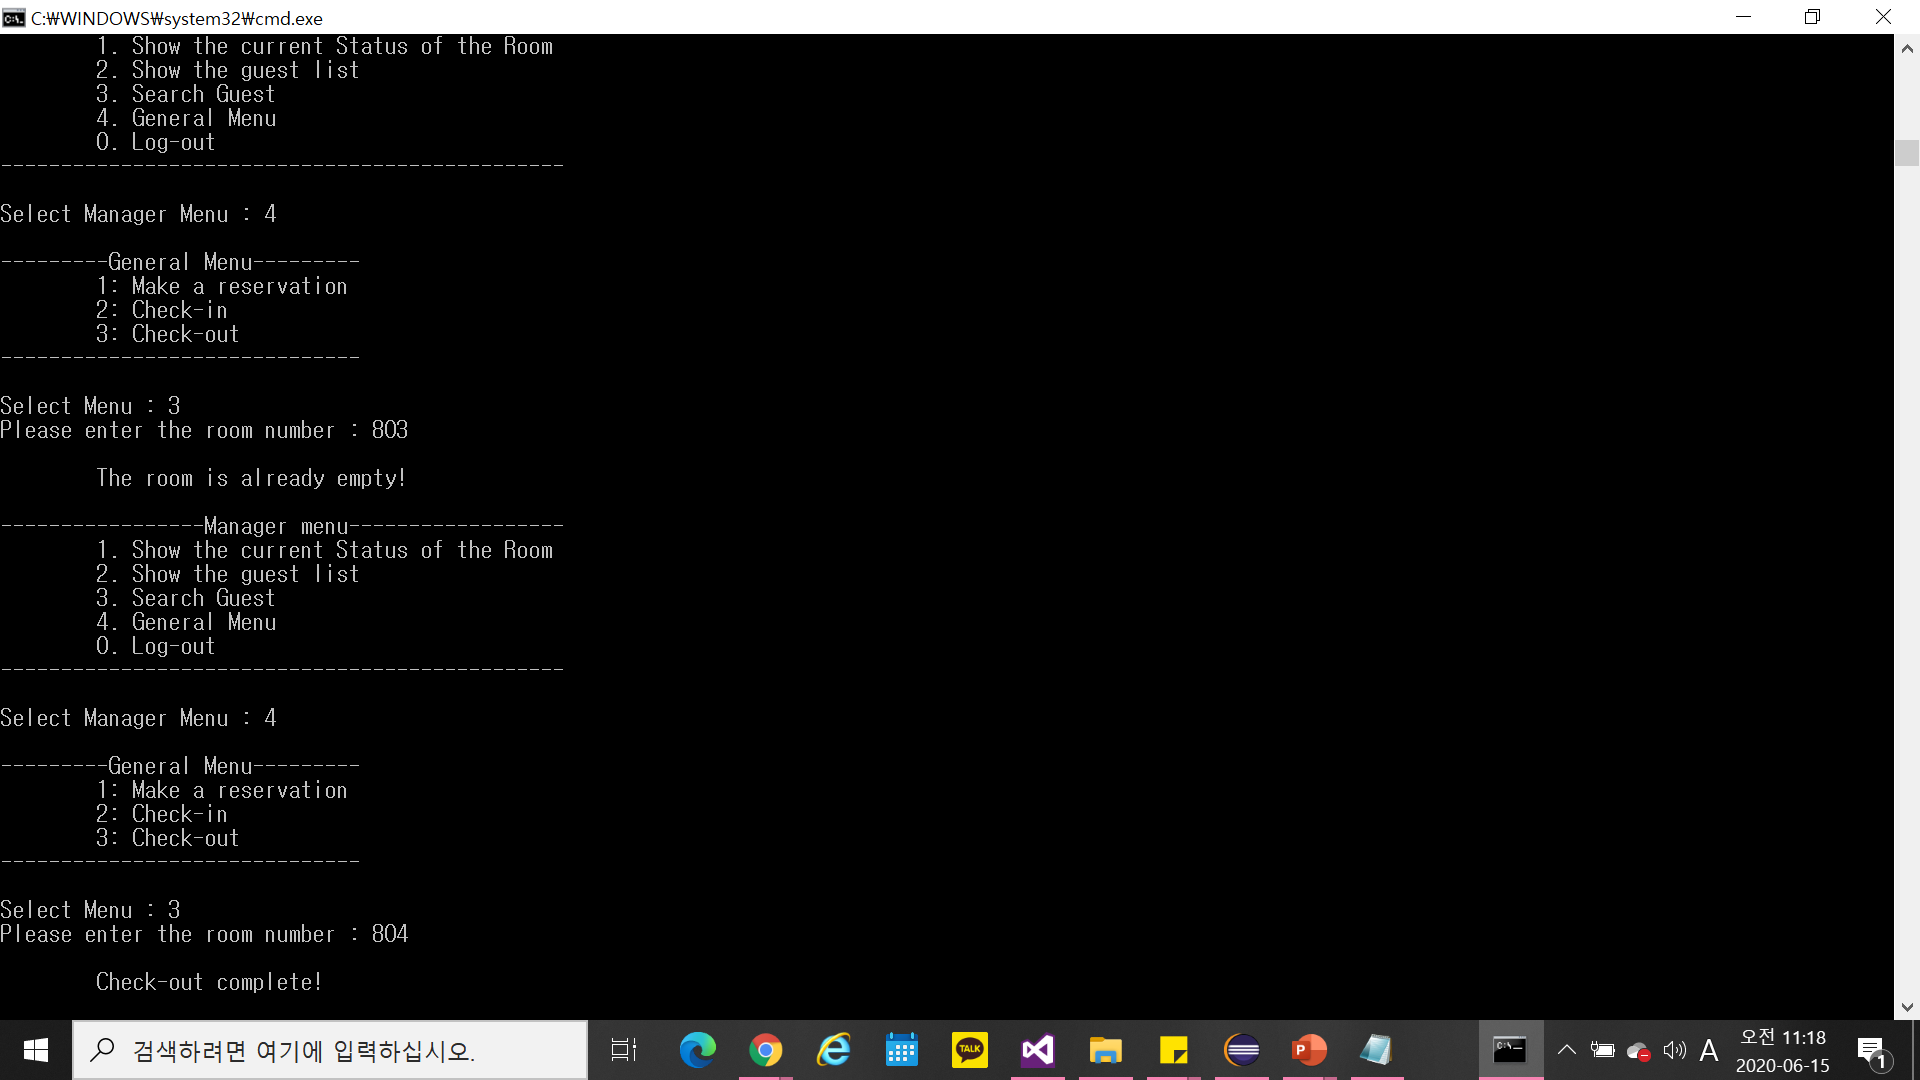 C:₩WINDOWS₩system32₩cmd.exe
1. Show the current Status of the Room
2. Show the guest list
3. Search Guest
4. General Menu
0. Log-out
-----------------------------------------------
Select Manager Menu : 4
---------General Menu---------
1: Make a reservation
2: Check-in
3: Check-out
------------------------------
Select Menu : 3
Please enter the room number : 803
The room is already empty!
-----------------Manager menu------------------
1. Show the current Status of the Room
2. Show the guest list
3. Search Guest
4. General Menu
0. Log-out
-----------------------------------------------
Select Manager Menu : 4
---------General Menu---------
1: Make a reservation
2: Check-in
3: Check-out
------------------------------
Select Menu : 3
Please enter the room number : 804
Check-out complete!
검색하려면 여기에 입력하십시오.
TALK
P
C:\
A
오전 11:18
2020-06-15
1